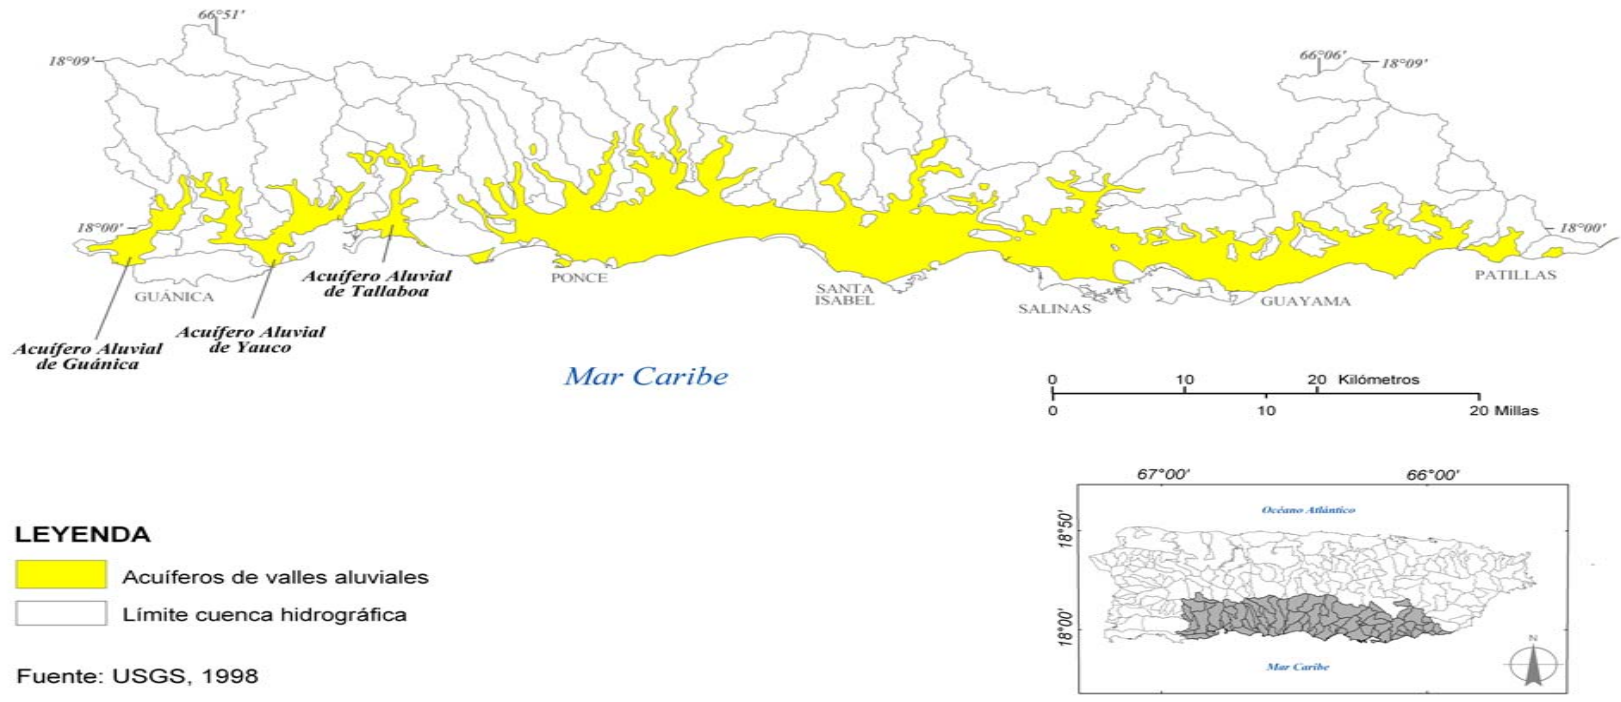 66°51'
18°09'
66°06'
18°09'
18°00'
18°00'
Acuífero Aluvial
de Tallaboa
PONCE
PATILLAS
GUÁNICA
SANTA
ISABEL
SALINAS
GUAYAMA
Acuífero Aluvial
de Yauco
Acuífero Aluvial
de Guánica
Mar Caribe
0 10 20 Kilómetros
0 10 20 Millas
67°00' 66°00'
Océano Atlántico
18°50'
18°00'
Mar Caribe
N
LEYENDA
Acuíferos de valles aluviales
Límite cuenca hidrográfica
Fuente: USGS, 1998